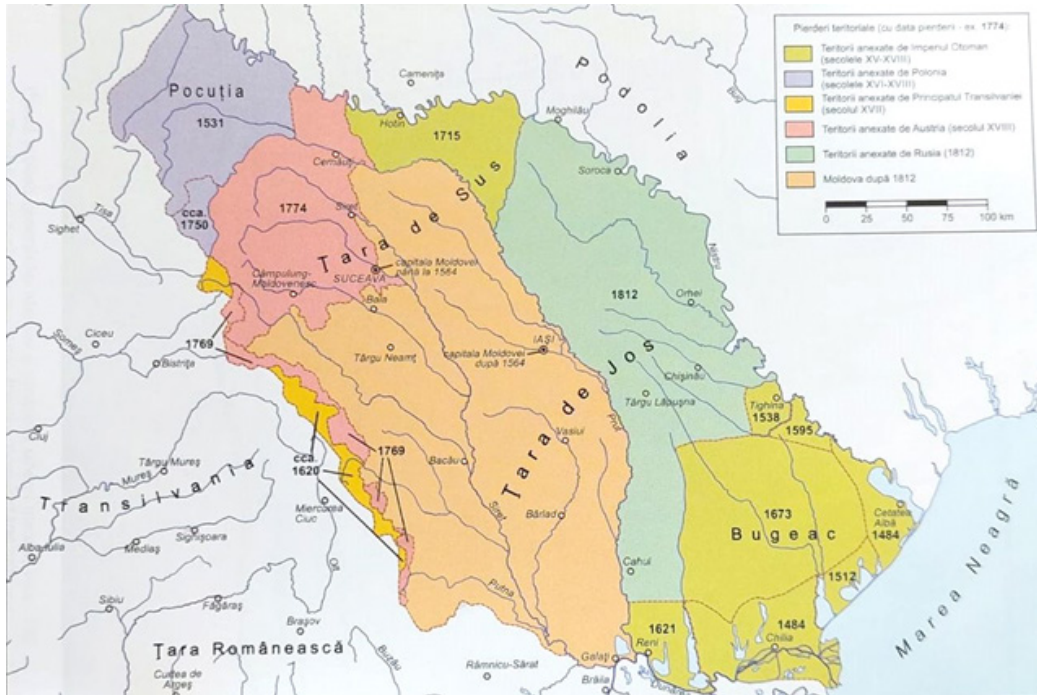 Pierderi teritoriale (cu data pierderii - ex. 1774):
Teritorii anexate de Imperiul Otoman
(secolele XV-XVIII)
Teritorii anexate de Polonia
(secolele XVI-XVIII)
Teritorii anexate de Principatul Transilvaniei
(secolul XVII)
Teritorii anexate de Austria (secolul XVIII)
Teritorii anexate de Rusia (1812)
Moldova după 1812
0 25 50 75 100 km
Pocuția
1531
Camenița
Podolia
Bug
Hotin
Moghilău
1715
Cernăuți
Soroca
cca.
1750
1774
Siret
Țara de Sus
Tisa
Sighet
Nistru
Câmpulung-
Moldovenesc
SUCEAVA
capitala Moldovei
până la 1564
Baia
1812
Orhei
Ciceu
Someș
1769
Bistrița
Târgu Neamț
IAȘI
capitala Moldovei
după 1564
Chișinău
Târgu Lăpușna
Tighina
1538
1595
Cluj
Prut
Țara de Jos
Vaslui
cca.
1620
1769
Bacău
Târgu Mureș
Mureș
Transilvania
Miercurea
Ciuc
Siret
Bârlad
1673
Bugeac
Cetatea
Albă
1484
Sighișoara
Mediaș
Albaiulia
Olt
Cahul
1512
Putna
Sibiu
Făgăraș
Brașov
1621
Reni
1484
Chilia
Marea Neagră
Țara Românească
Buzău
Galați
Râmnicu-Sărat
Brăila
Dunărea
Curtea de
Argeș